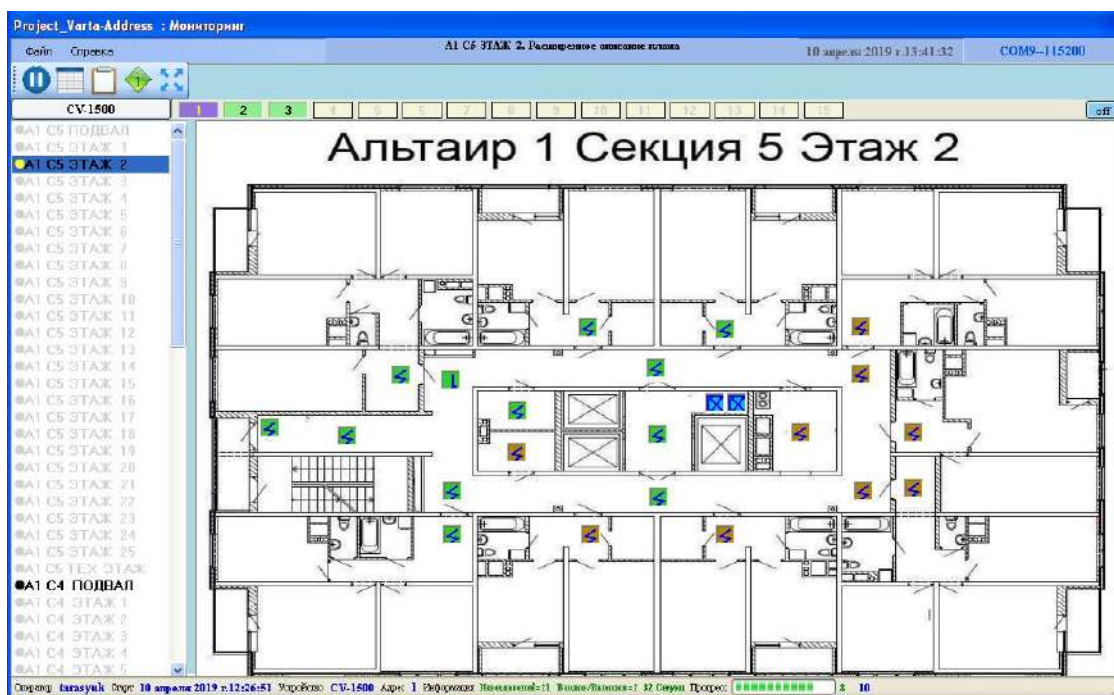 Project_Varta-Address : Мониторинг
Файл Справка
А1 С5 ЭТАЖ 2. Расширенное описание плана
10 апреля 2019 г.13:41:32
COM9--115200
CV-1500
1 2 3 4 5 6 7 8 9 10 11 12 13 14 15
off
А1 С5 ПОДВАЛ
А1 С5 ЭТАЖ 1
А1 С5 ЭТАЖ 2
А1 С5 ЭТАЖ 3
А1 С5 ЭТАЖ 4
А1 С5 ЭТАЖ 5
А1 С5 ЭТАЖ 6
А1 С5 ЭТАЖ 7
А1 С5 ЭТАЖ 8
А1 С5 ЭТАЖ 9
А1 С5 ЭТАЖ 10
А1 С5 ЭТАЖ 11
А1 С5 ЭТАЖ 12
А1 С5 ЭТАЖ 13
А1 С5 ЭТАЖ 14
А1 С5 ЭТАЖ 15
А1 С5 ЭТАЖ 16
А1 С5 ЭТАЖ 17
А1 С5 ЭТАЖ 18
А1 С5 ЭТАЖ 19
А1 С5 ЭТАЖ 20
А1 С5 ЭТАЖ 21
А1 С5 ЭТАЖ 22
А1 С5 ЭТАЖ 23
А1 С5 ЭТАЖ 24
А1 С5 ЭТАЖ 25
А1 С5 ТЕХ ЭТАЖ
А1 С4 ПОДВАЛ
А1 С4 ЭТАЖ 1
А1 С4 ЭТАЖ 2
А1 С4 ЭТАЖ 3
А1 С4 ЭТАЖ 4
А1 С4 ЭТАЖ 5
Альтаир 1 Секция 5 Этаж 2
Оператор tarasyuk Старт 10 апреля 2019 г.12:26:51 Устройство CV-1500 Адрес 1 Информация Прогрес: 10